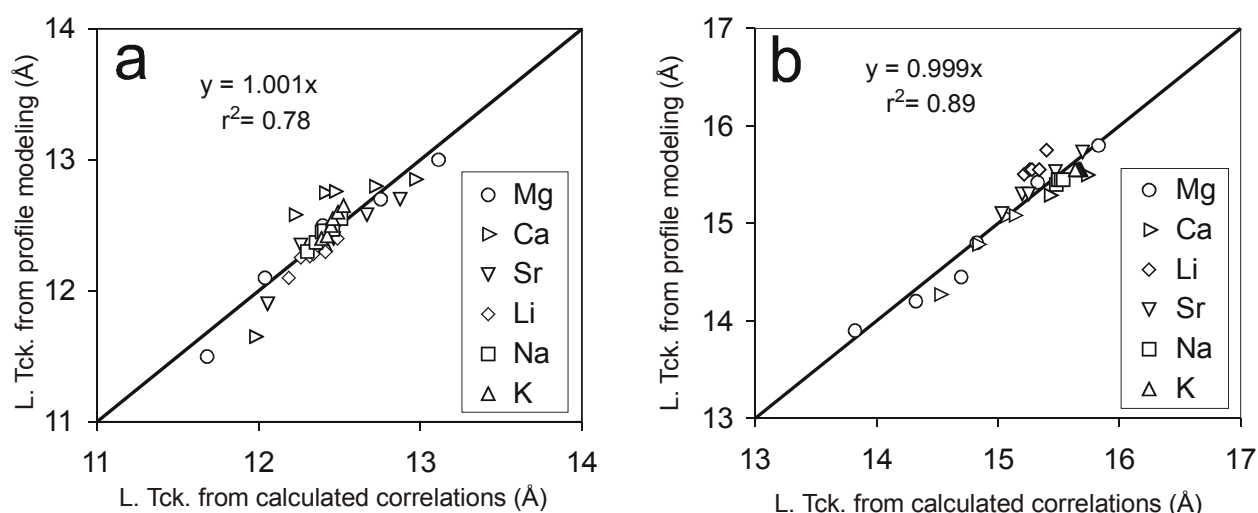 a
y = 1.001x
r²= 0.78
L. Tck. from profile modeling (Å)
14
13
12
11
Mg
Ca
Sr
Li
Na
K
11 12 13 14
L. Tck. from calculated correlations (Å)
b
y = 0.999x
r²= 0.89
L. Tck. from profile modeling (Å)
17
16
15
14
13
Mg
Ca
Li
Sr
Na
K
13 14 15 16 17
L. Tck. from calculated correlations (Å)